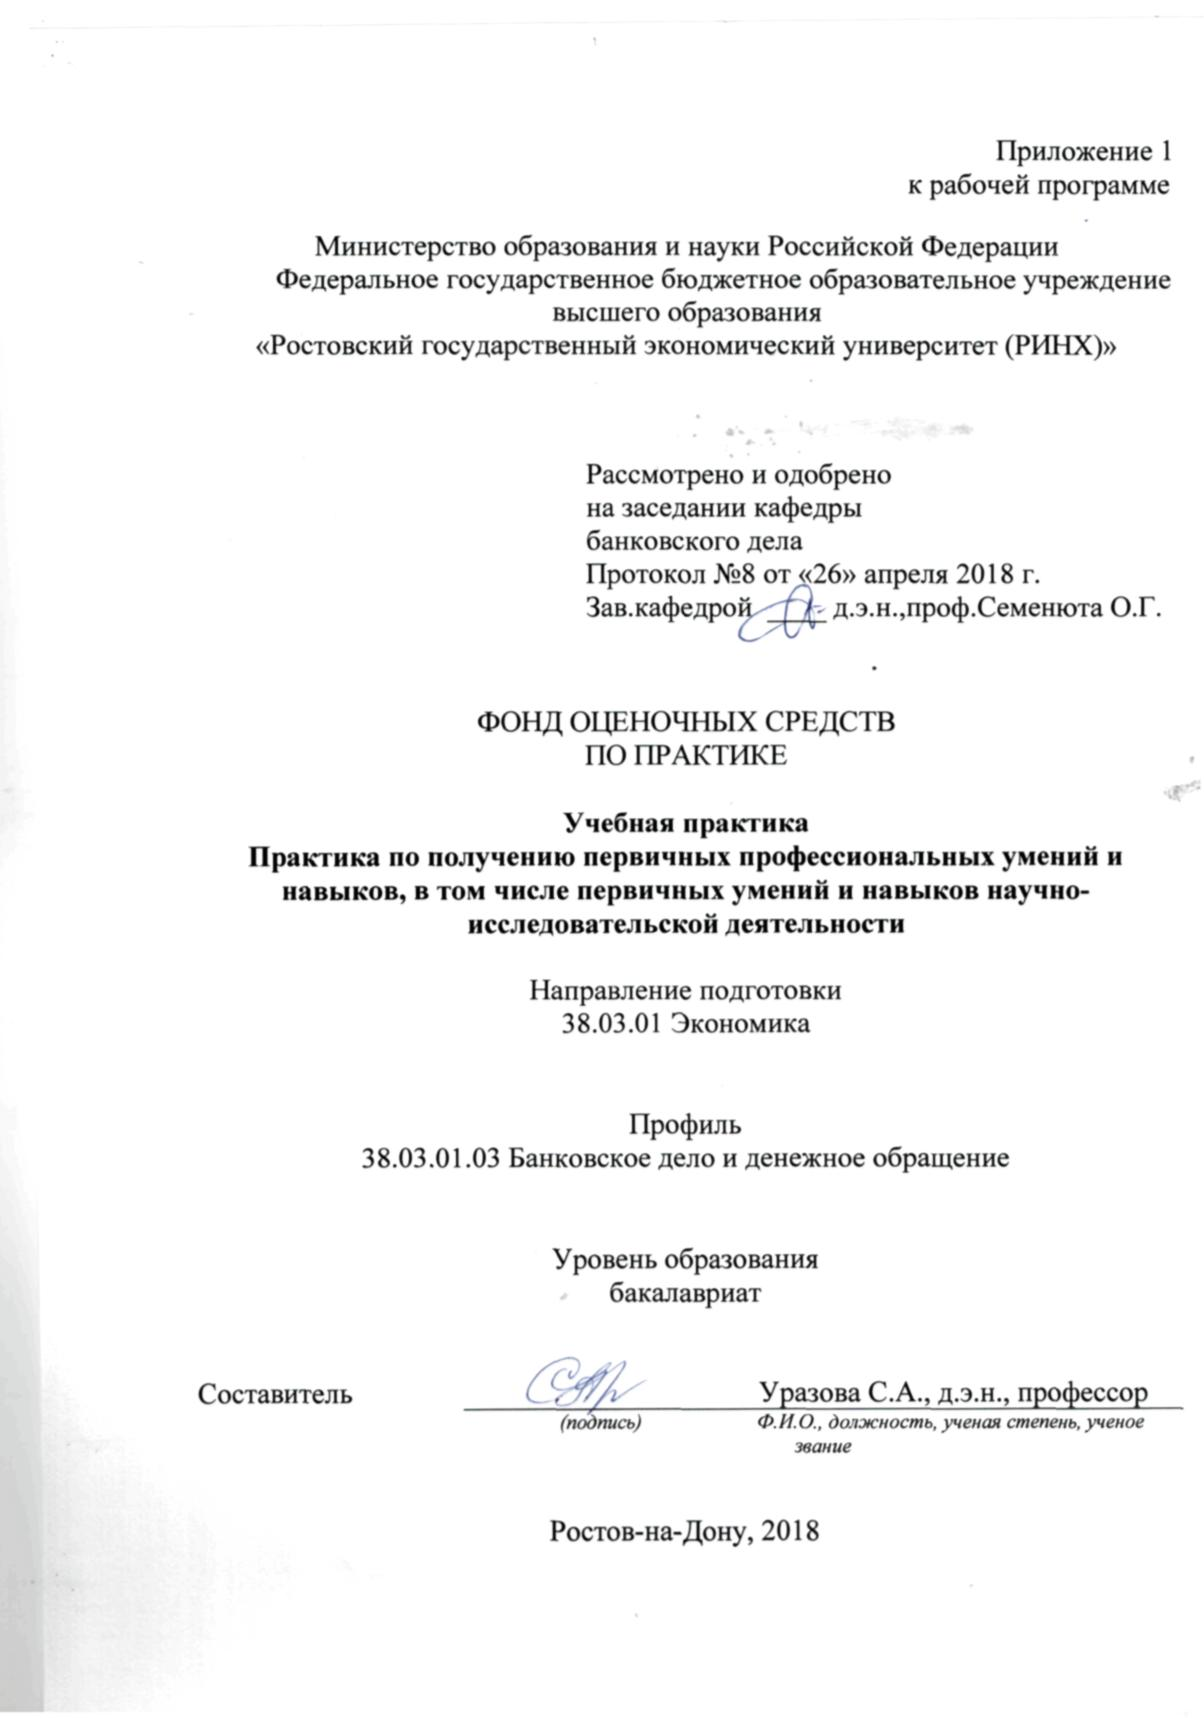 Приложение 1
к рабочей программе
Министерство образования и науки Российской Федерации
Федеральное государственное бюджетное образовательное учреждение
высшего образования
«Ростовский государственный экономический университет (РИНХ)»
Рассмотрено и одобрено
на заседании кафедры
банковского дела
Протокол №8 от «26» апреля 2018 г.
Зав.кафедрой ____ д.э.н.,проф.Семенюта О.Г.
ФОНД ОЦЕНОЧНЫХ СРЕДСТВ
ПО ПРАКТИКЕ
Учебная практика
Практика по получению первичных профессиональных умений и
навыков, в том числе первичных умений и навыков научно-
исследовательской деятельности
Направление подготовки
38.03.01 Экономика
Профиль
38.03.01.03 Банковское дело и денежное обращение
Уровень образования
бакалавриат
Составитель Уразова С.А., д.э.н., профессор
(подпись) Ф.И.О., должность, ученая степень, ученое
звание
Ростов-на-Дону, 2018